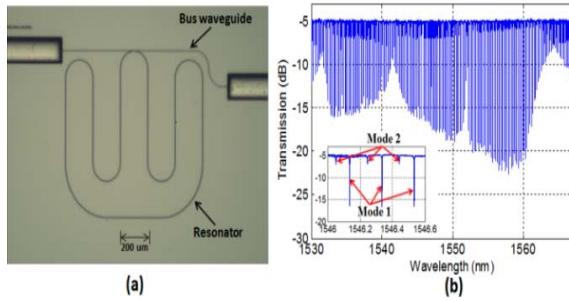 Bus waveguide
Resonator
200 um
(a)
Transmission (dB)
-5
-10
-15
-20
-25
-30
1530
1540
1550
1560
Wavelength (nm)
Mode 2
Mode 1
-5
-10
-15
-20
1546
1546.2
1546.4
1546.6
(b)